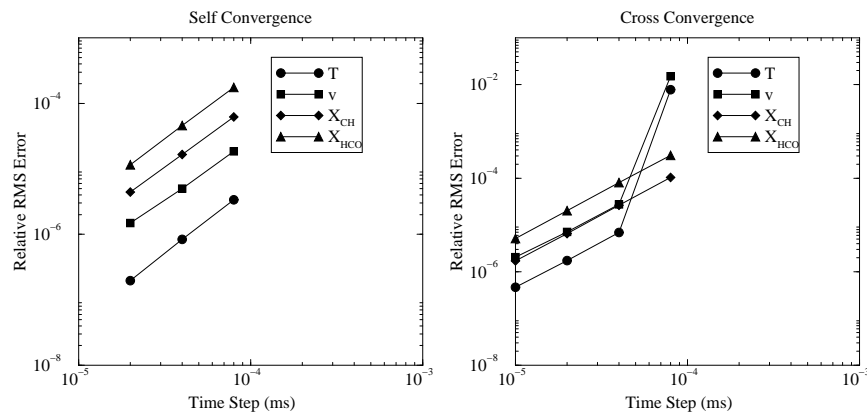 Self Convergence
Relative RMS Error
10^-4
10^-6
10^-8
10^-5
10^-4
10^-3
Time Step (ms)
T
v
X_CH
X_HCO
Cross Convergence
Relative RMS Error
10^-2
10^-4
10^-6
10^-8
10^-5
10^-4
10^-3
Time Step (ms)
T
v
X_CH
X_HCO